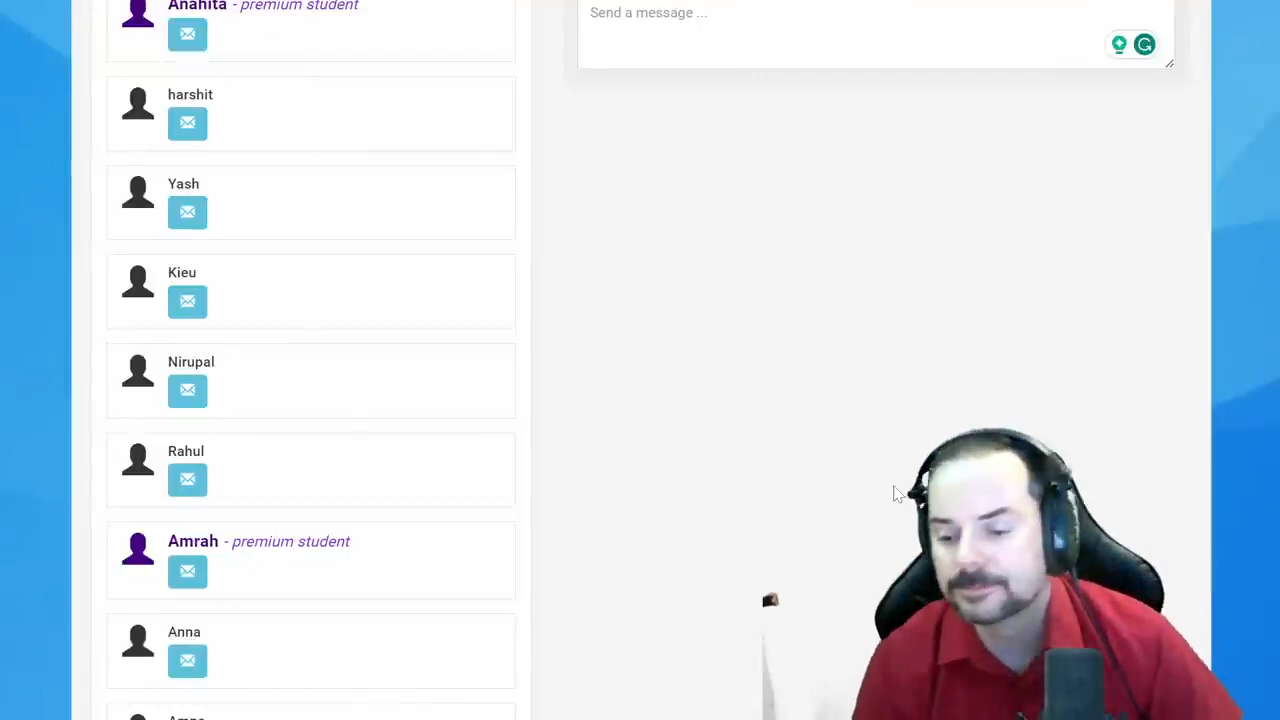 Anahita - premium student
Send a message ...
harshit
Yash
Kieu
Nirupal
Rahul
Amrah - premium student
Anna